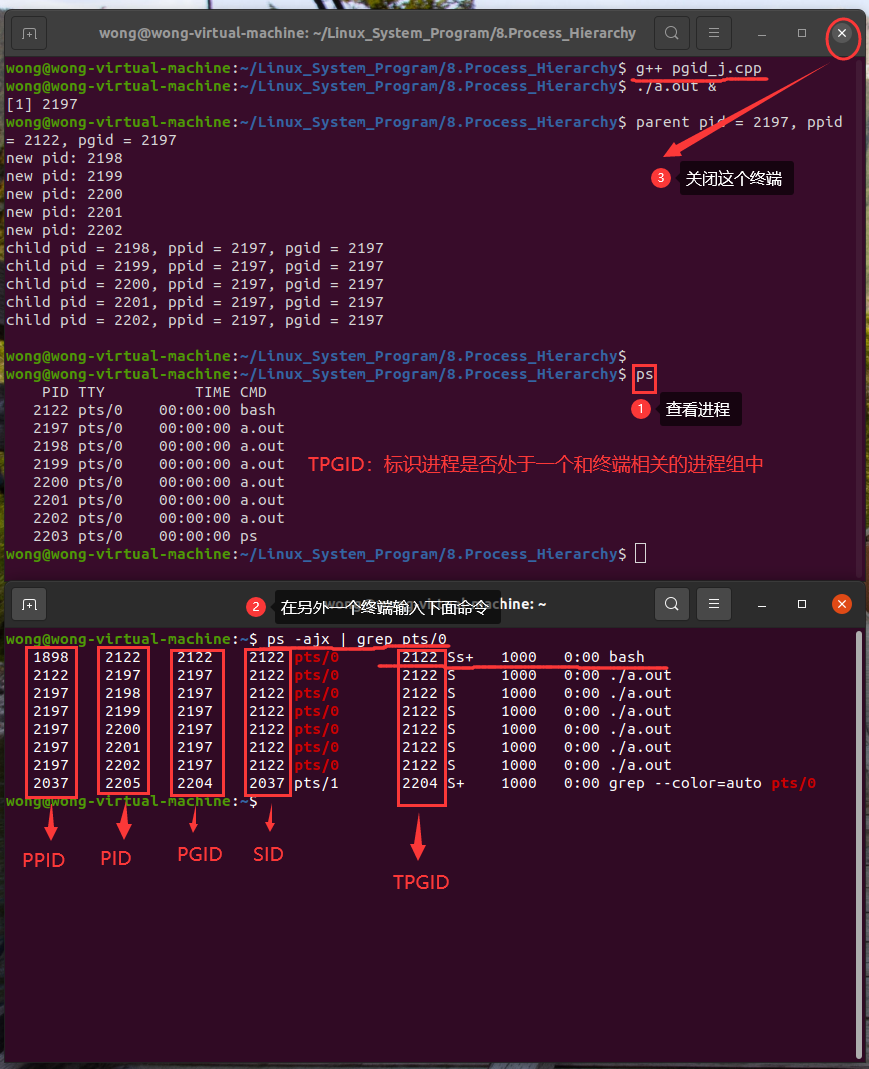 wong@wong-virtual-machine: ~/Linux_System_Program/8.Process_Hierarchy
wong@wong-virtual-machine:~/Linux_System_Program/8.Process_Hierarchy$ g++ pgid_j.cpp
wong@wong-virtual-machine:~/Linux_System_Program/8.Process_Hierarchy$ ./a.out &
[1] 2197
wong@wong-virtual-machine:~/Linux_System_Program/8.Process_Hierarchy$ parent pid = 2197, ppid
= 2122, pgid = 2197
new pid: 2198
new pid: 2199
3 关闭这个终端
new pid: 2200
new pid: 2201
new pid: 2202
child pid = 2198, ppid = 2197, pgid = 2197
child pid = 2199, ppid = 2197, pgid = 2197
child pid = 2200, ppid = 2197, pgid = 2197
child pid = 2201, ppid = 2197, pgid = 2197
child pid = 2202, ppid = 2197, pgid = 2197
wong@wong-virtual-machine:~/Linux_System_Program/8.Process_Hierarchy$
wong@wong-virtual-machine:~/Linux_System_Program/8.Process_Hierarchy$ ps
PID TTY TIME CMD
2122 pts/0 00:00:00 bash
1 查看进程
2197 pts/0 00:00:00 a.out
2198 pts/0 00:00:00 a.out
2199 pts/0 00:00:00 a.out
TPGID：标识进程是否处于一个和终端相关的进程组中
2200 pts/0 00:00:00 a.out
2201 pts/0 00:00:00 a.out
2202 pts/0 00:00:00 a.out
2203 pts/0 00:00:00 ps
wong@wong-virtual-machine:~/Linux_System_Program/8.Process_Hierarchy$
2 在另外一个终端输入下面命令
hine: ~
wong@wong-virtual-machine:~$ ps -ajx | grep pts/0
1898 2122 2122 2122 pts/0 2122 Ss+ 1000 0:00 bash
2122 2197 2197 2122 pts/0 2122 S 1000 0:00 ./a.out
2197 2198 2197 2122 pts/0 2122 S 1000 0:00 ./a.out
2197 2199 2197 2122 pts/0 2122 S 1000 0:00 ./a.out
2197 2200 2197 2122 pts/0 2122 S 1000 0:00 ./a.out
2197 2201 2197 2122 pts/0 2122 S 1000 0:00 ./a.out
2197 2202 2197 2122 pts/0 2122 S 1000 0:00 ./a.out
2037 2205 2204 2037 pts/1 2204 S+ 1000 0:00 grep --color=auto pts/0
wong@wong-virtual-machine:~$
PPID PID PGID SID
TPGID